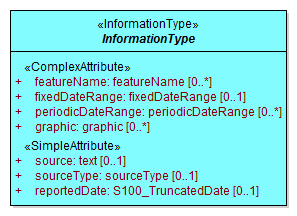 «InformationType»
InformationType
«ComplexAttribute»
+ featureName: featureName [0..*]
+ fixedDateRange: fixedDateRange [0..1]
+ periodicDateRange: periodicDateRange [0..*]
+ graphic: graphic [0..*]
«SimpleAttribute»
+ source: text [0..1]
+ sourceType: sourceType [0..1]
+ reportedDate: S100_TruncatedDate [0..1]